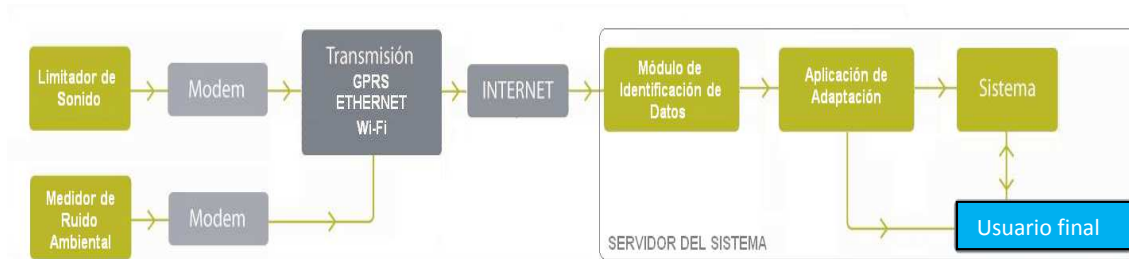 Limitador de
Sonido
Modem
Transmisión
GPRS
ETHERNET
Wi-Fi
INTERNET
Módulo de
Identificación de
Datos
Aplicación de
Adaptación
Sistema
Medidor de
Ruido
Ambiental
Modem
SERVIDOR DEL SISTEMA
Usuario final